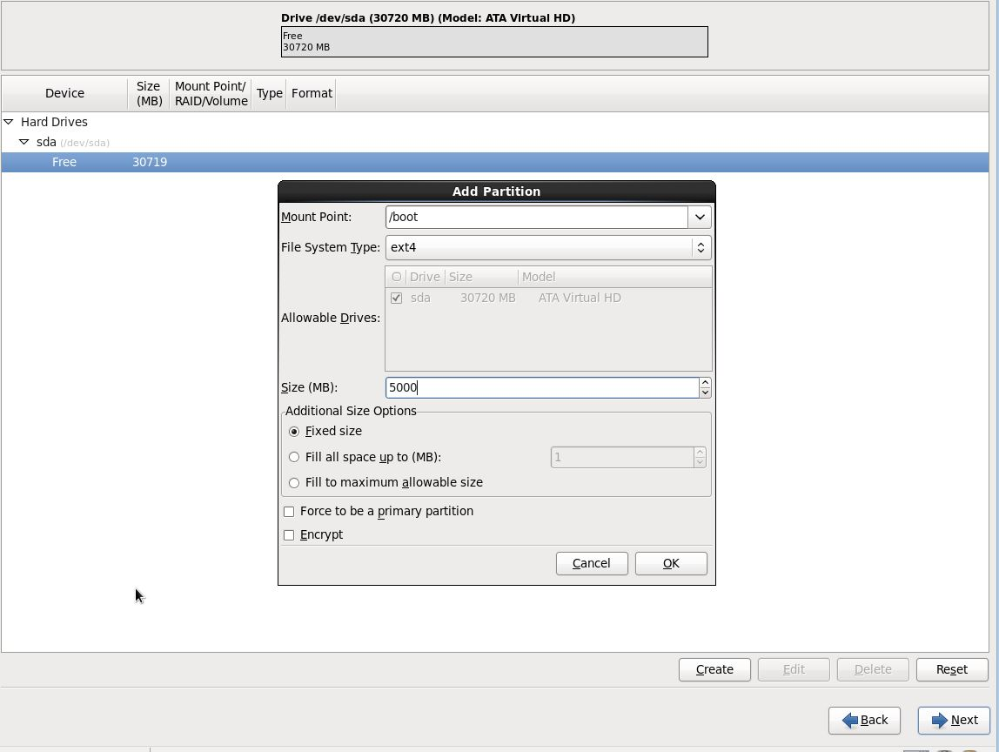 Drive /dev/sda (30720 MB) (Model: ATA Virtual HD)
Free
30720 MB
Device Size (MB) Mount Point/ RAID/Volume Type Format
Hard Drives
sda (/dev/sda)
Free 30719
Add Partition
Mount Point: /boot
File System Type: ext4
Allowable Drives:
O Drive Size Model
sda 30720 MB ATA Virtual HD
Size (MB): 5000
Additional Size Options
Fixed size
Fill all space up to (MB): 1
Fill to maximum allowable size
Force to be a primary partition
Encrypt
Cancel OK
Create Edit Delete Reset
Back Next